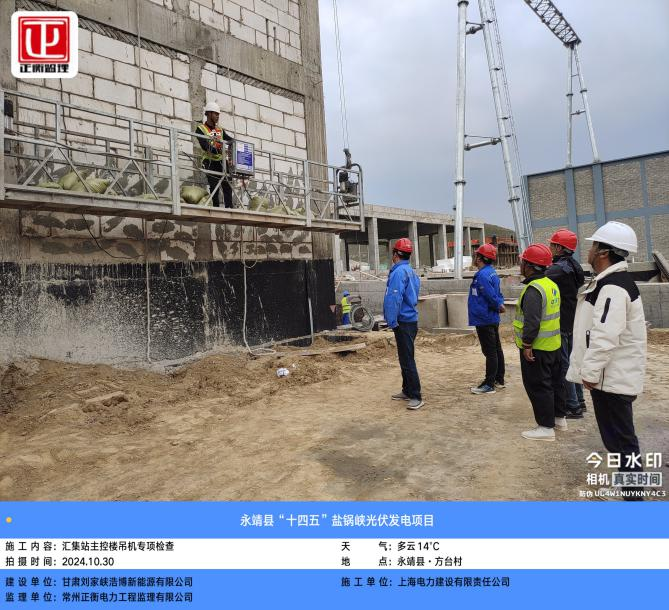 正衡监理
今日水印
相机 真实时间
防伪 UL4W1NUYKNY4C3
永靖县“十四五”盐锅峡光伏发电项目
施工内容：汇集站主控楼吊机专项检查
天 气：多云14℃
拍摄时间：2024.10.30
地 点：永靖县·方台村
建设单位：甘肃刘家峡浩博新能源有限公司
施工单位：上海电力建设有限责任公司
监理单位：常州正衡电力工程监理有限公司